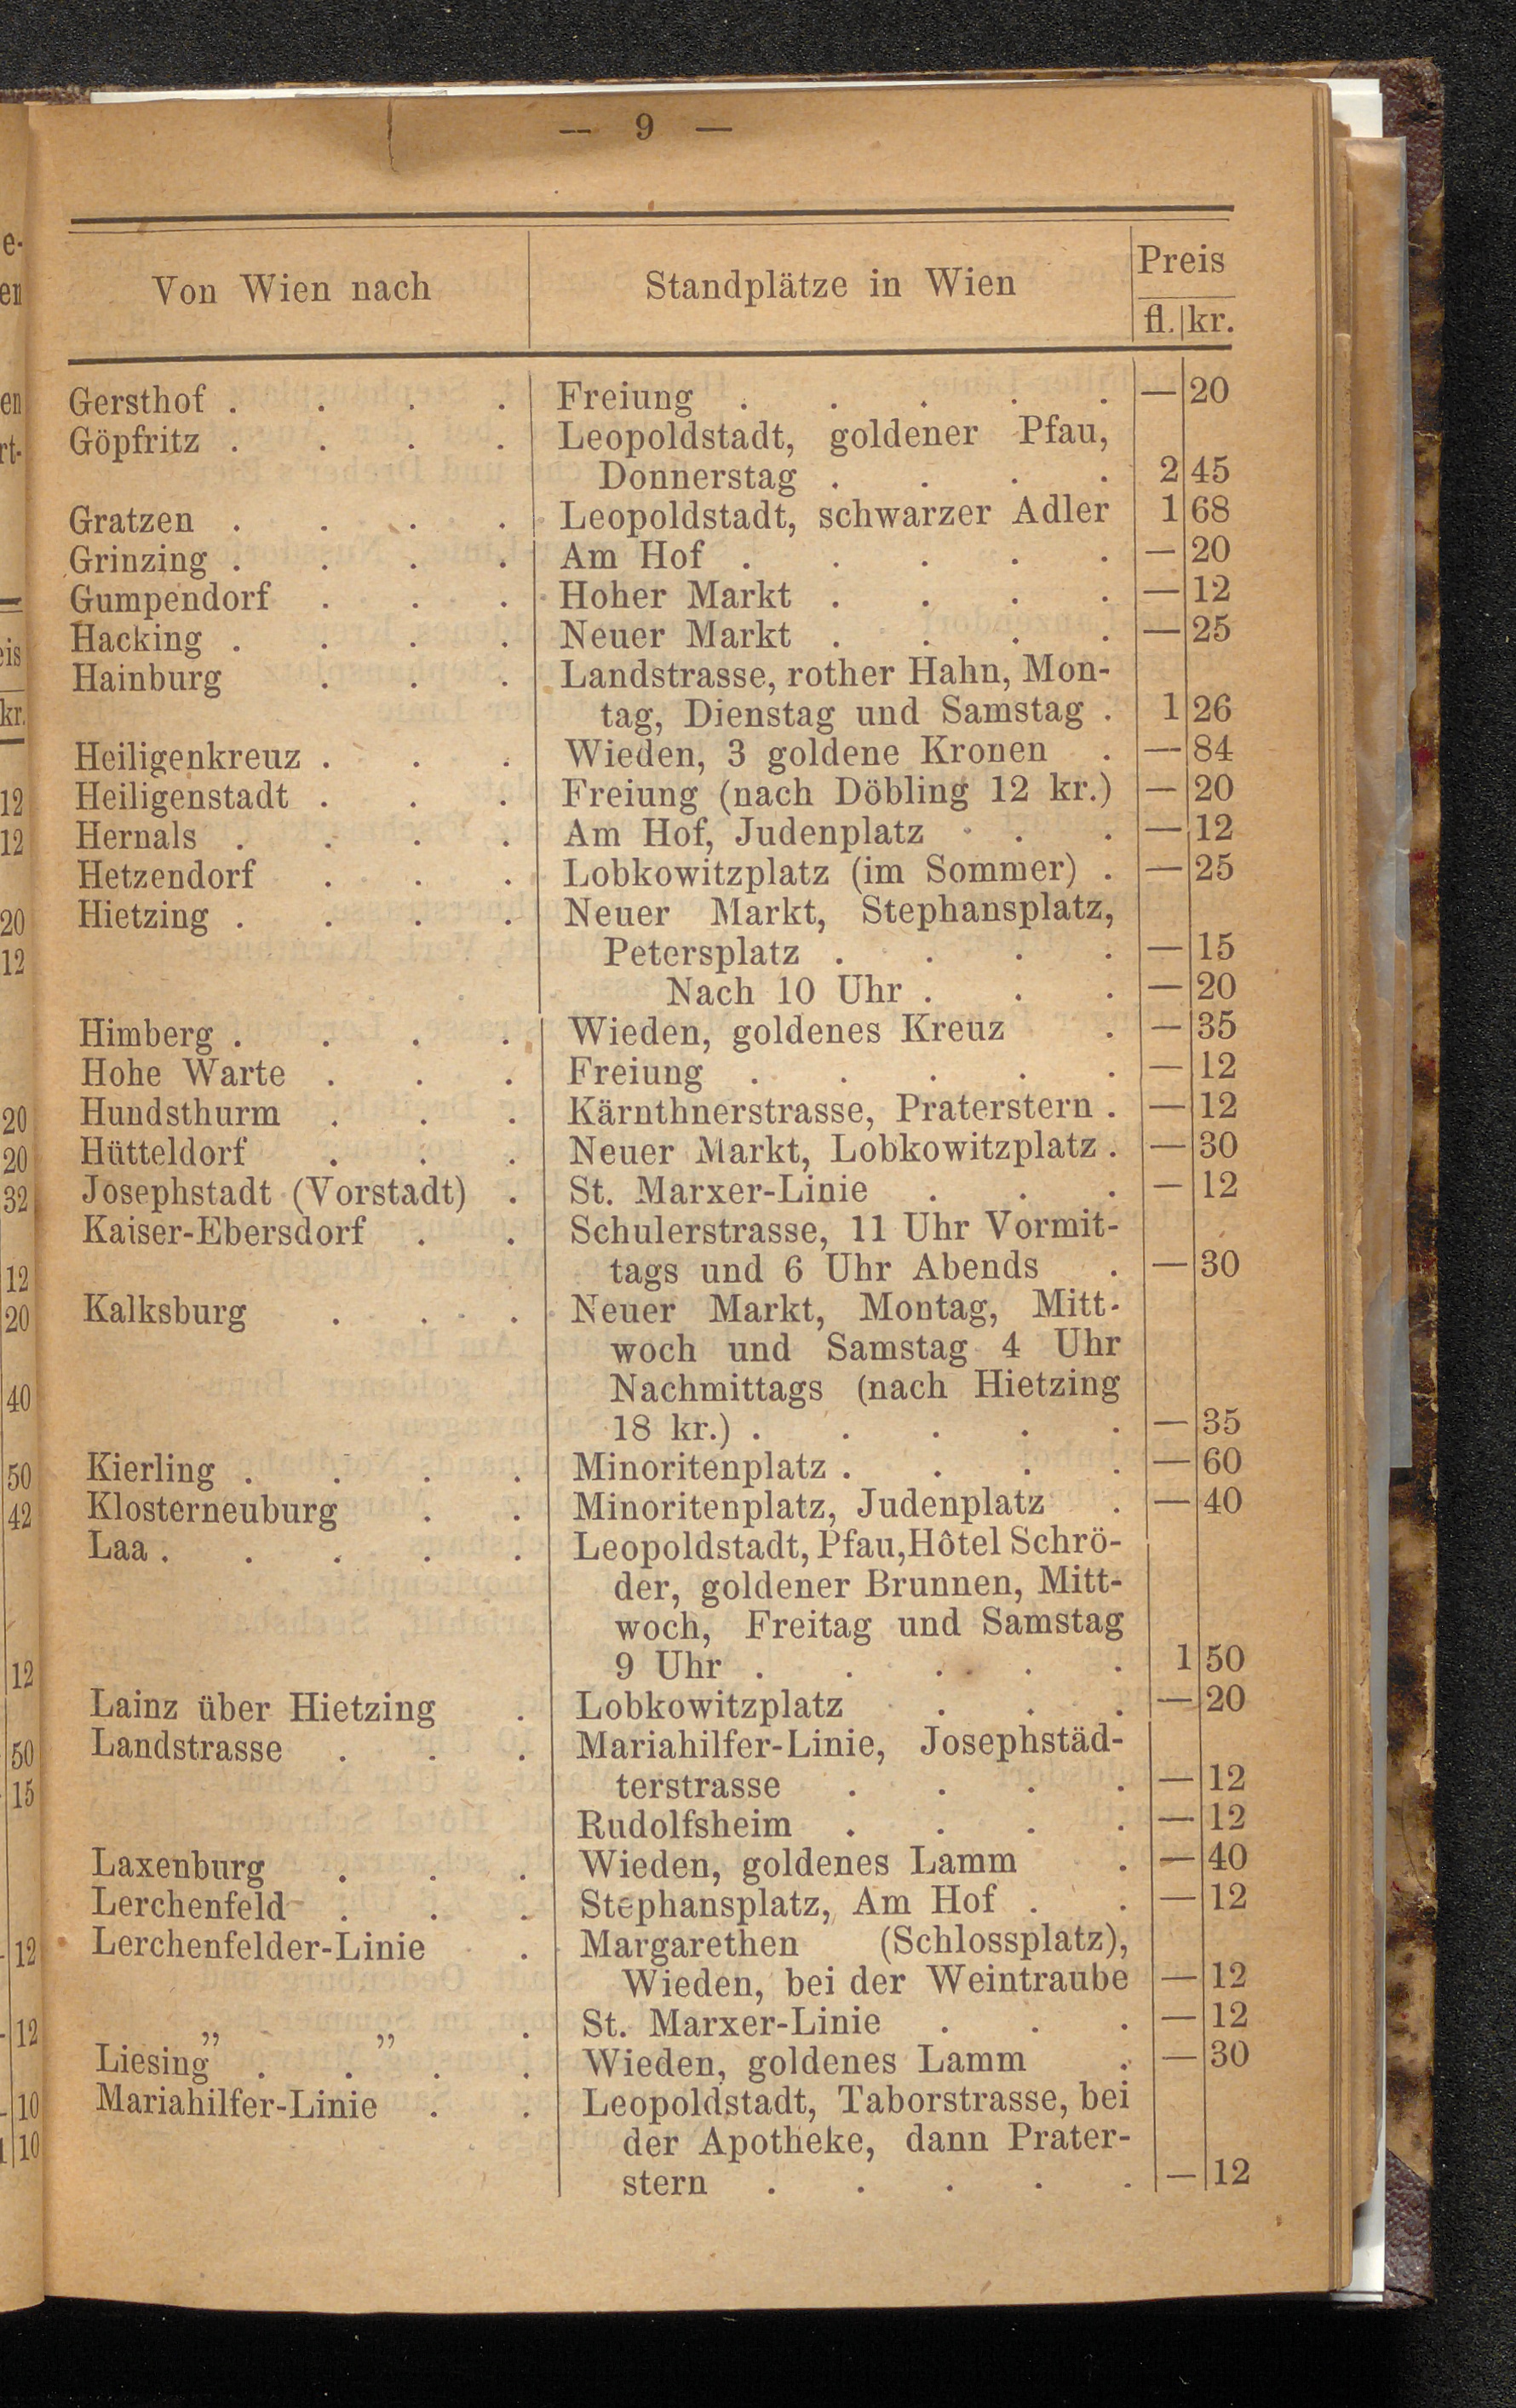 — 9 —
Von Wien nach Standplätze in Wien Preis
fl. kr.
Gersthof . . . . Freiung . . . . . — 20
Göpfritz . . . . Leopoldstadt, goldener Pfau,
Donnerstag . . . . 2 45
Gratzen . . . . Leopoldstadt, schwarzer Adler 1 68
Grinzing . . . . Am Hof . . . . . — 20
Gumpendorf . . . Hoher Markt . . . . — 12
Hacking . . . . Neuer Markt . . . . — 25
Hainburg . . . Landstrasse, rother Hahn, Mon-
tag, Dienstag und Samstag . 1 26
Heiligenkreuz . . . Wieden, 3 goldene Kronen . — 84
Heiligenstadt . . . Freiung (nach Döbling 12 kr.) — 20
Hernals . . . . Am Hof, Judenplatz . . — 12
Hetzendorf . . . Lobkowitzplatz (im Sommer) . — 25
Hietzing . . . . Neuer Markt, Stephansplatz,
Petersplatz . . . . — 15
Nach 10 Uhr . . . — 20
Himberg . . . . Wieden, goldenes Kreuz . — 35
Hohe Warte . . . Freiung . . . . . — 12
Hundsthurm . . . Kärnthnerstrasse, Praterstern . — 12
Hütteldorf . . . Neuer Markt, Lobkowitzplatz . — 30
Josephstadt (Vorstadt) . St. Marxer-Linie . . . — 12
Kaiser-Ebersdorf . . Schulerstrasse, 11 Uhr Vormit-
tags und 6 Uhr Abends . — 30
Kalksburg . . . Neuer Markt, Montag, Mitt-
woch und Samstag 4 Uhr
Nachmittags (nach Hietzing
18 kr.) . . . . . — 35
Kierling . . . . Minoritenplatz . . . . — 60
Klosterneuburg . . Minoritenplatz, Judenplatz . — 40
Laa . . . . . Leopoldstadt, Pfau, Hôtel Schrö-
der, goldener Brunnen, Mitt-
woch, Freitag und Samstag
9 Uhr . . . . . 1 50
Lainz über Hietzing . Lobkowitzplatz . . . — 20
Landstrasse . . . Mariahilfer-Linie, Josephstäd-
terstrasse . . . . — 12
Rudolfsheim . . . . — 12
Laxenburg . . . Wieden, goldenes Lamm . — 40
Lerchenfeld . . . Stephansplatz, Am Hof . . — 12
Lerchenfelder-Linie . Margarethen (Schlossplatz),
Wieden, bei der Weintraube — 12
„ „ . St. Marxer-Linie . . . — 12
Liesing . . . . Wieden, goldenes Lamm . — 30
Mariahilfer-Linie . . Leopoldstadt, Taborstrasse, bei
der Apotheke, dann Prater-
stern . . . . . — 12